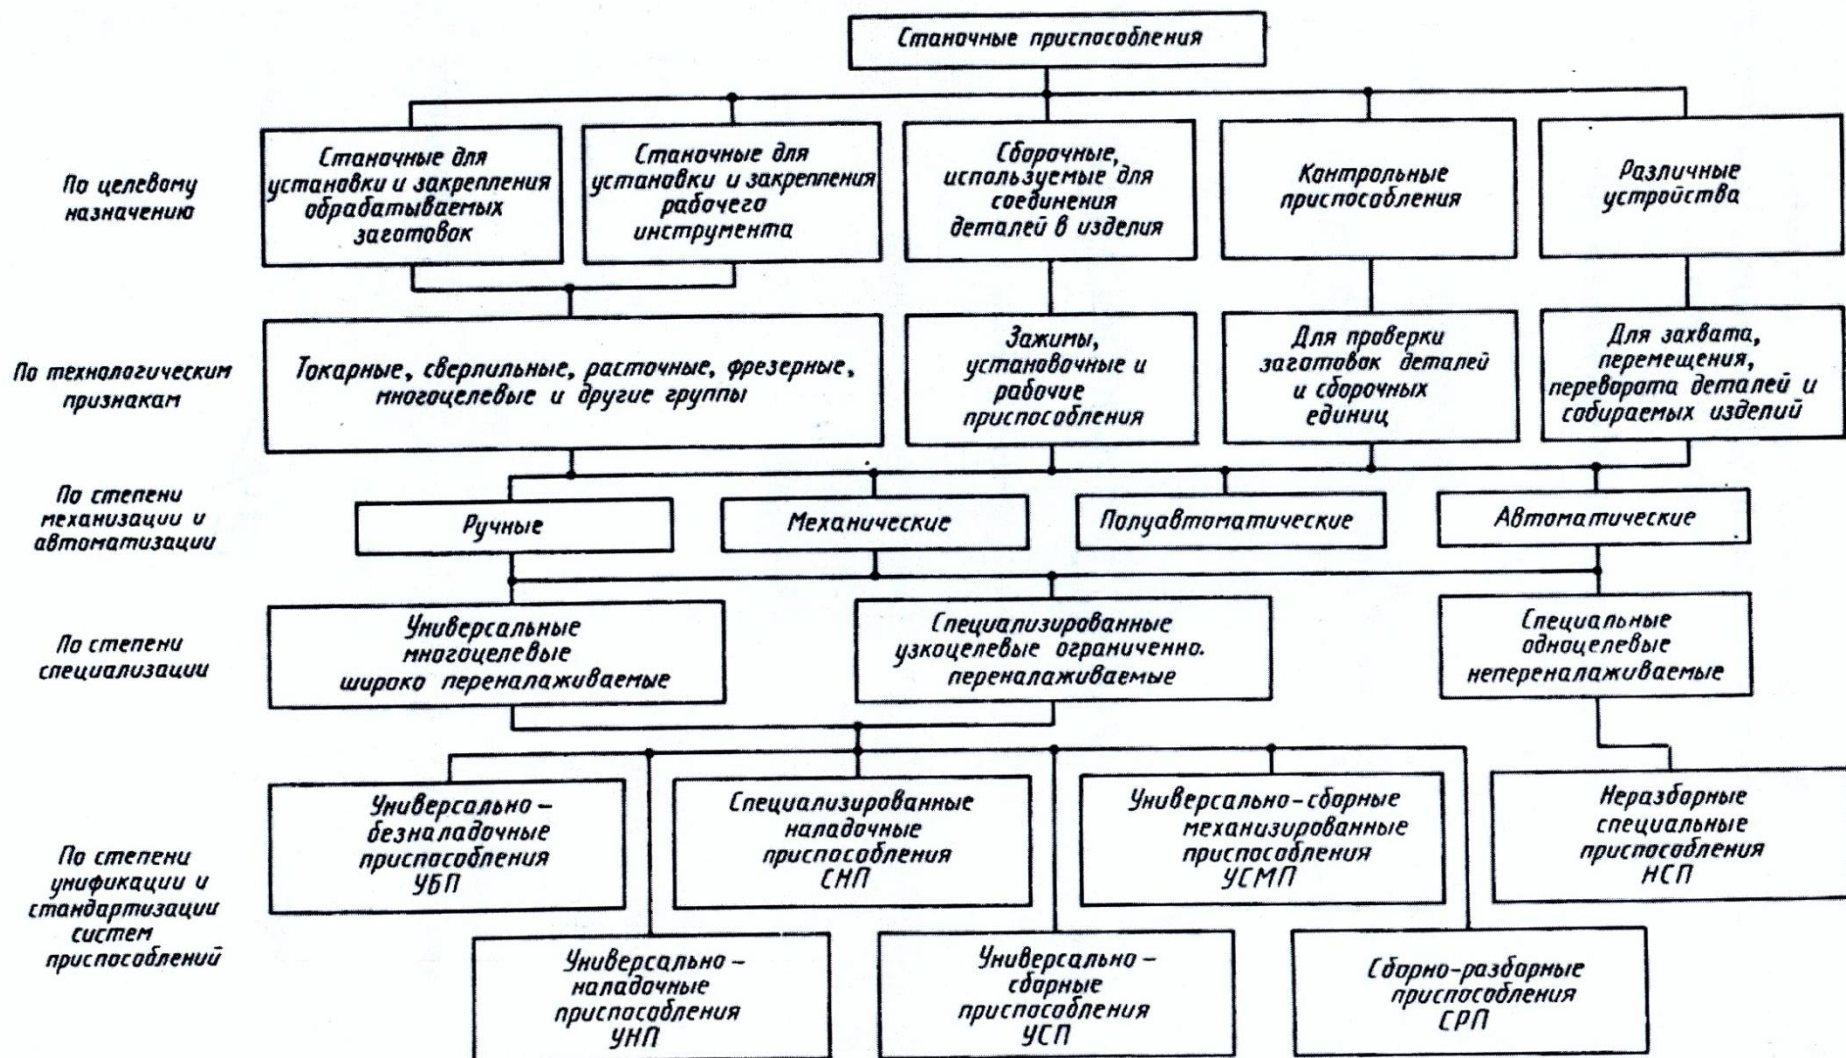 Станочные приспособления
По целевому
назначению
Станочные для
установки и закрепления
обрабатываемых
заготовок
Станочные для
установки и закрепления
рабочего
инструмента
Сборочные,
используемые для
соединения
деталей в изделия
Контрольные
приспособления
Различные
устройства
По технологическим
признакам
Токарные, сверлильные, расточные, фрезерные,
многоцелевые и другие группы
Зажимы,
установочные и
рабочие
приспособления
Для проверки
заготовок деталей
и сборочных
единиц
Для захвата,
перемещения,
переворота деталей и
собираемых изделий
По степени
механизации и
автоматизации
Ручные
Механические
Полуавтоматические
Автоматические
По степени
специализации
Универсальные
многоцелевые
широко переналаживаемые
Специализированные
узкоцелевые ограниченно.
переналаживаемые
Специальные
одноцелевые
непереналаживаемые
По степени
унификации и
стандартизации
систем
приспособлений
Универсально-
безналадочные
приспособления
УБП
Специализированные
наладочные
приспособления
СНП
Универсально-сборные
механизированные
приспособления
УСМП
Неразборные
специальные
приспособления
НСП
Универсально-
наладочные
приспособления
УНП
Универсально-
сборные
приспособления
УСП
Сборно-разборные
приспособления
СРП